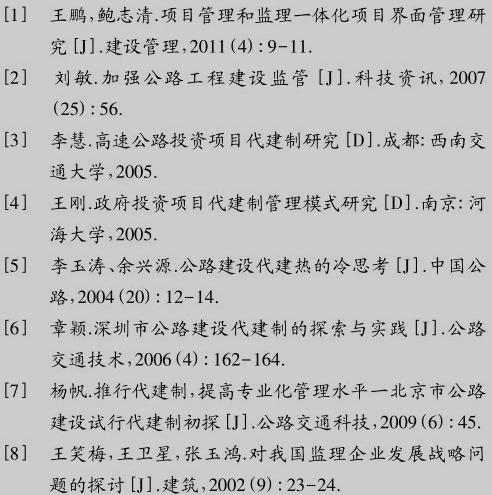 [1] 王鹏,鲍志清.项目管理和监理一体化项目界面管理研
究[J].建设管理,2011(4):9-11.
[2] 刘敏.加强公路工程建设监管[J].科技资讯,2007
(25):56.
[3] 李慧.高速公路投资项目代建制研究[D].成都:西南交
通大学,2005.
[4] 王刚.政府投资项目代建制管理模式研究[D].南京:河
海大学,2005.
[5] 李玉涛、余兴源.公路建设代建热的冷思考[J].中国公
路,2004(20):12-14.
[6] 章颖.深圳市公路建设代建制的探索与实践[J].公路
交通技术,2006(4):162-164.
[7] 杨帆.推行代建制,提高专业化管理水平一北京市公路
建设试行代建制初探[J].公路交通科技,2009(6):45.
[8] 王笑梅,王卫星,张玉鸿.对我国监理企业发展战略问
题的探讨[J].建筑,2002(9):23-24.